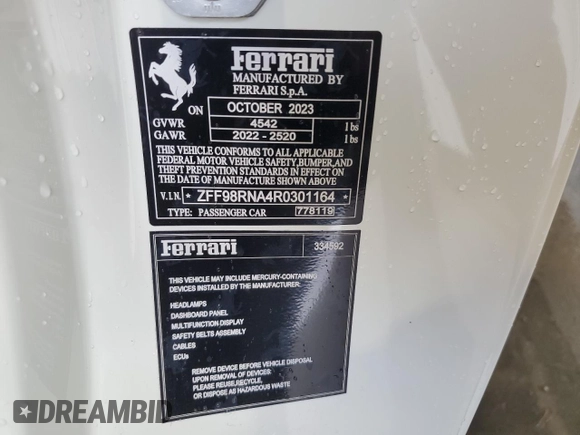 Ferrari
MANUFACTURED BY
FERRARI S.p.A.
ON OCTOBER 2023
GVWR 4542 lbs
GAWR 2022 - 2520 lbs
THIS VEHICLE CONFORMS TO ALL APPLICABLE
FEDERAL MOTOR VEHICLE SAFETY, BUMPER, AND
THEFT PREVENTION STANDARDS IN EFFECT ON
THE DATE OF MANUFACTURE SHOWN ABOVE
V.I.N. * ZFF98RNA4R0301164 *
TYPE: PASSENGER CAR 778119
Ferrari 334592
THIS VEHICLE MAY INCLUDE MERCURY-CONTAINING
DEVICES INSTALLED BY THE MANUFACTURER:
HEADLAMPS
DASHBOARD PANEL
MULTIFUNCTION DISPLAY
SAFETY BELTS ASSEMBLY
CABLES
ECUs
REMOVE DEVICE BEFORE VEHICLE DISPOSAL
UPON REMOVAL OF DEVICES:
PLEASE REUSE, RECYCLE,
OR DISPOSE AS HAZARDOUS WASTE
DREAMBID